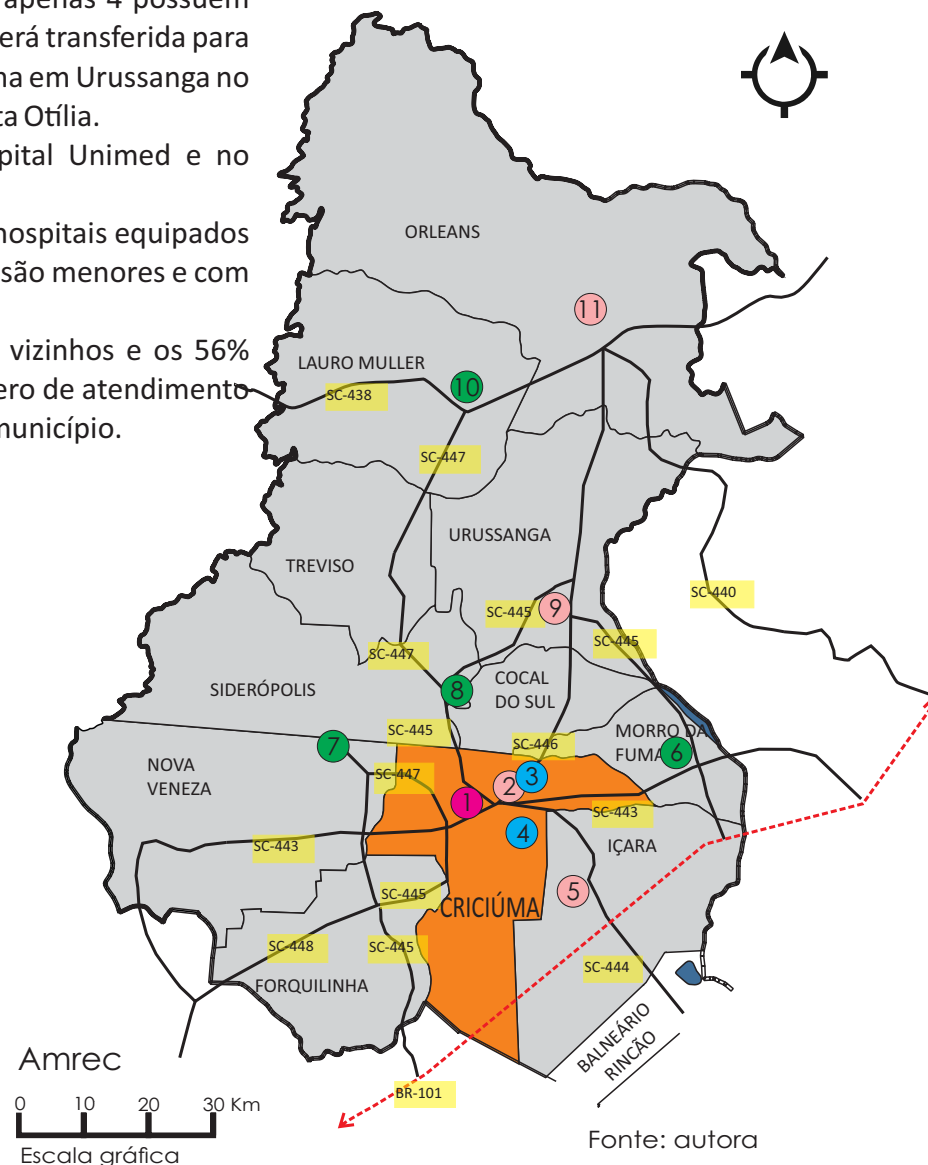 apenas 4 possuem
erá transferida para
na em Urussanga no
ta Otília.
pital Unimed e no
hospitais equipados
são menores e com
vizinhos e os 56%
ero de atendimento
município.
ORLEANS
11
LAURO MULLER
10
SC-438
SC-447
URUSSANGA
TREVISO
SC-440
SC-445
9
SC-445
SC-447
COCAL
DO SUL
SIDERÓPOLIS
8
SC-445
SC-446
MORRO DA
FUMA
6
7
NOVA
VENEZA
SC-447
3
2
1
SC-443
4
IÇARA
SC-443
5
SC-445
CRICIÚMA
SC-448
SC-445
SC-444
FORQUILINHA
BALNEÁRIO
RINCÃO
Amrec
BR-101
0 10 20 30 Km
Escala gráfica
Fonte: autora